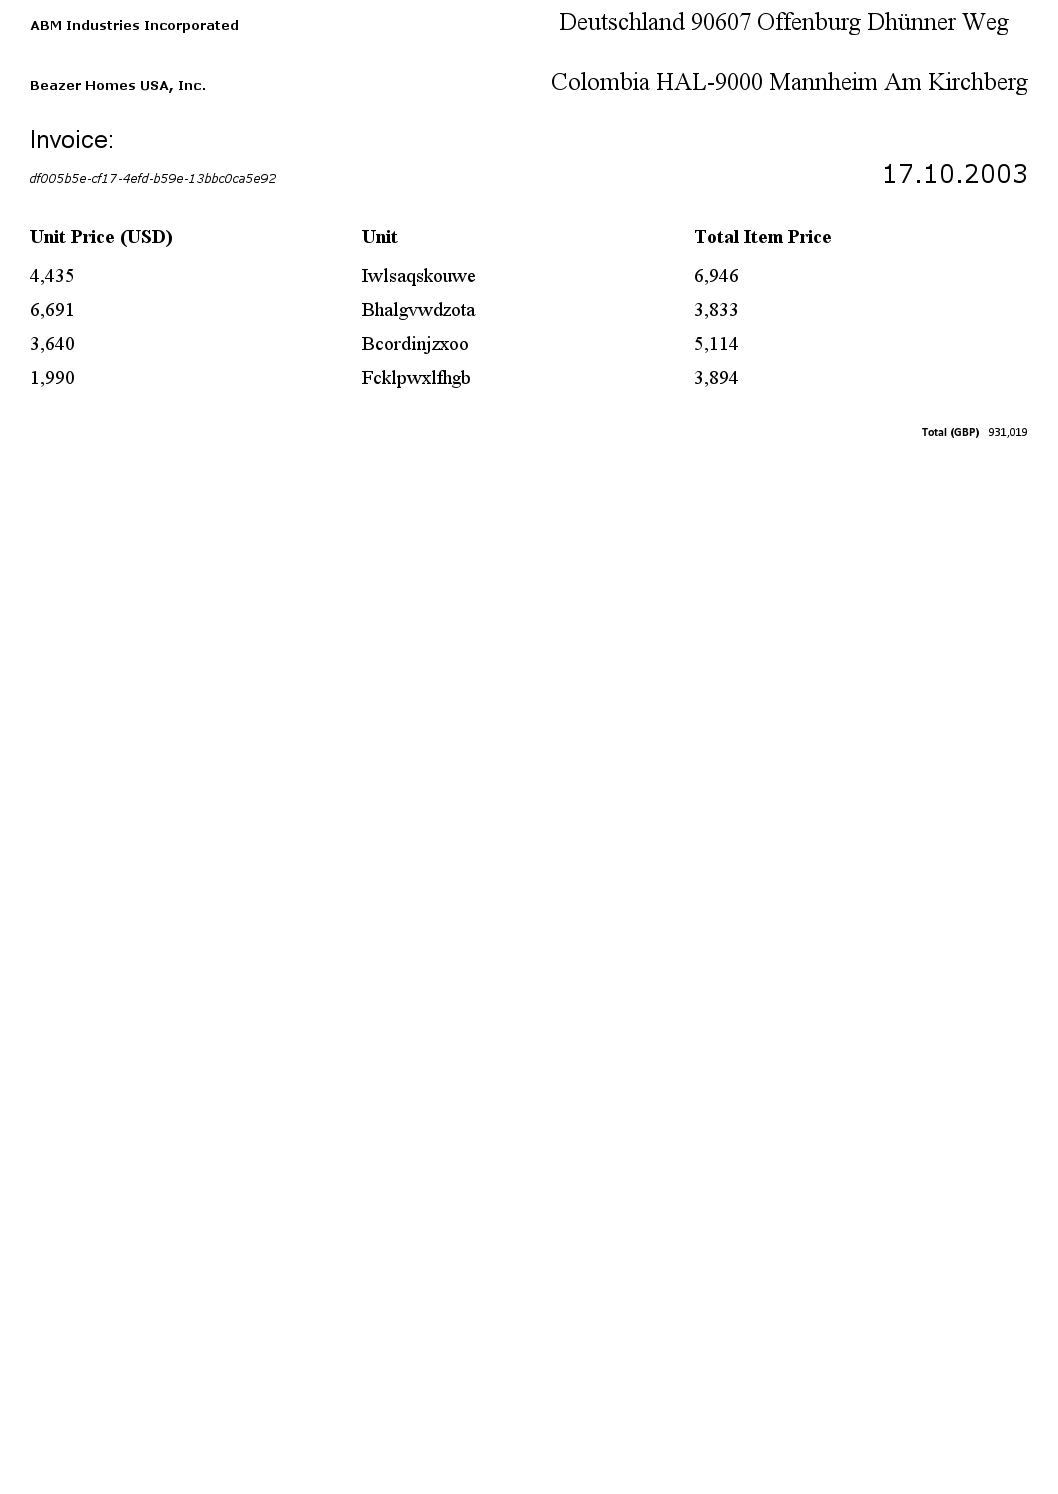 ABM Industries Incorporated Deutschland 90607 Offenburg Dhünner Weg
Beazer Homes USA, Inc. Colombia HAL-9000 Mannheim Am Kirchberg
Invoice:
df005b5e-cf17-4efd-b59e-13bbc0ca5e92 17.10.2003
Unit Price (USD) Unit Total Item Price
4,435 Iwlsaqskouwe 6,946
6,691 Bhalgvwdzota 3,833
3,640 Bcordinjzxoo 5,114
1,990 Fcklpwxlfhgb 3,894
Total (GBP) 931,019